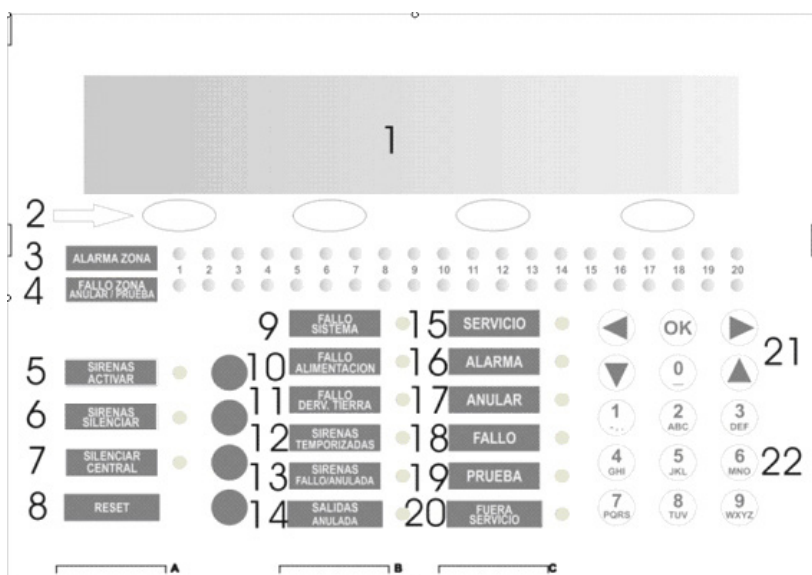 1
2
3 ALARMA ZONA
1 2 3 4 5 6 7 8 9 10 11 12 13 14 15 16 17 18 19 20
4 FALLO ZONA
ANULAR / PRUEBA
5 SIRENAS
ACTIVAR
6 SIRENAS
SILENCIAR
7 SILENCIAR
CENTRAL
8 RESET
9 FALLO
SISTEMA
10 FALLO
ALIMENTACION
11 FALLO
DERV. TIERRA
12 SIRENAS
TEMPORIZADAS
13 SIRENAS
FALLO/ANULADA
14 SALIDAS
ANULADA
15 SERVICIO
16 ALARMA
17 ANULAR
18 FALLO
19 PRUEBA
20 FUERA
SERVICIO
OK
0
_
21
1 2 3
-,. ABC DEF
4 5 6
GHI JKL MNO
22
7 8 9
PQRS TUV WXYZ
A B C